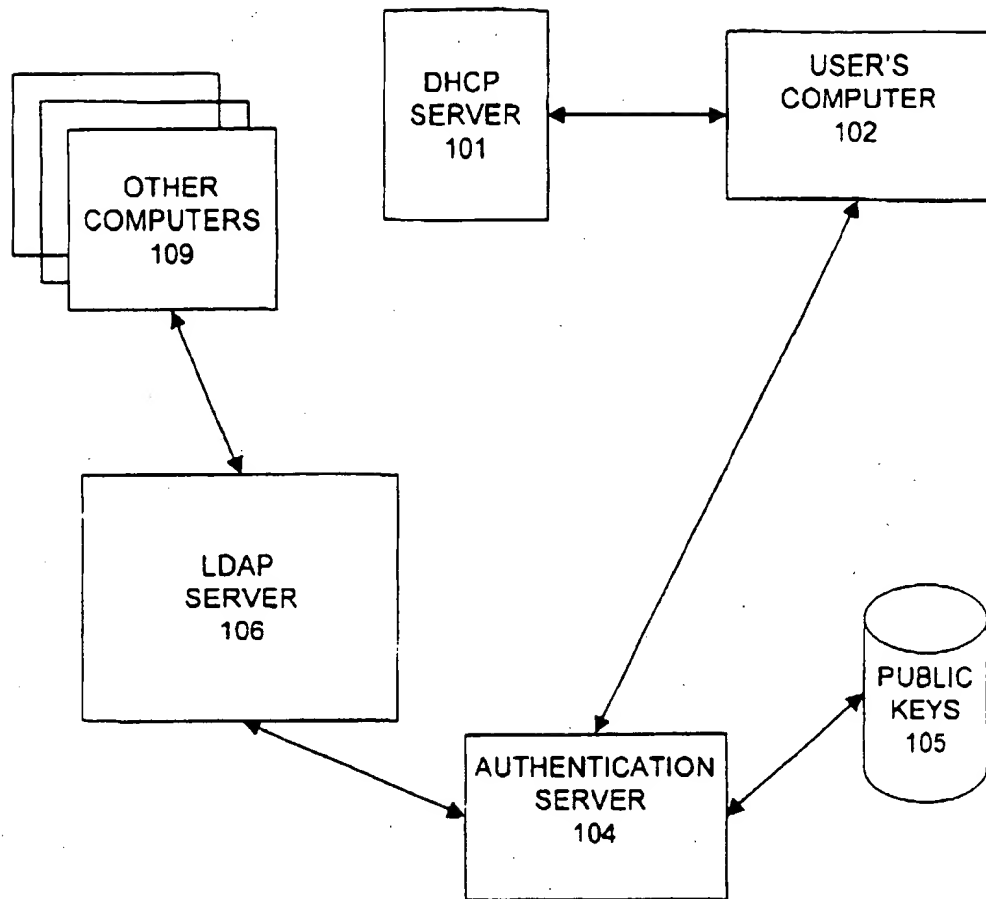 DHCP
SERVER
101
USER'S
COMPUTER
102
OTHER
COMPUTERS
109
LDAP
SERVER
106
PUBLIC
KEYS
105
AUTHENTICATION
SERVER
104